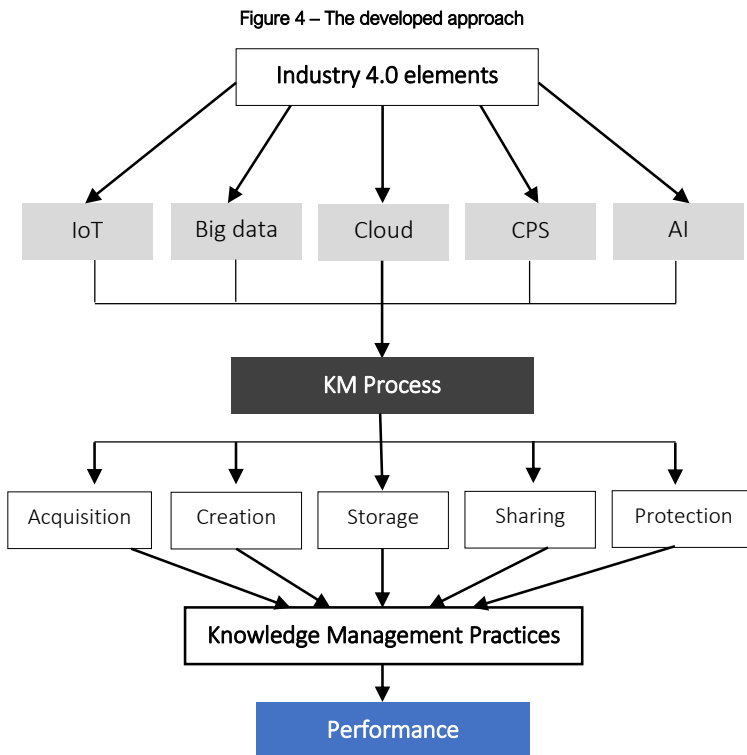 Figure 4 – The developed approach
Industry 4.0 elements
IoT
Big data
Cloud
CPS
AI
KM Process
Acquisition
Creation
Storage
Sharing
Protection
Knowledge Management Practices
Performance